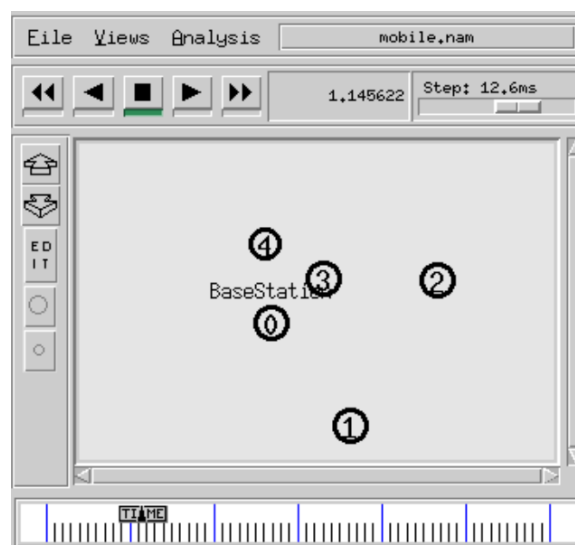 File Views Analysis mobile.nam
1.145622 Step: 12.6ms
ED
IT
4
3
2
BaseStation
0
1
TIME